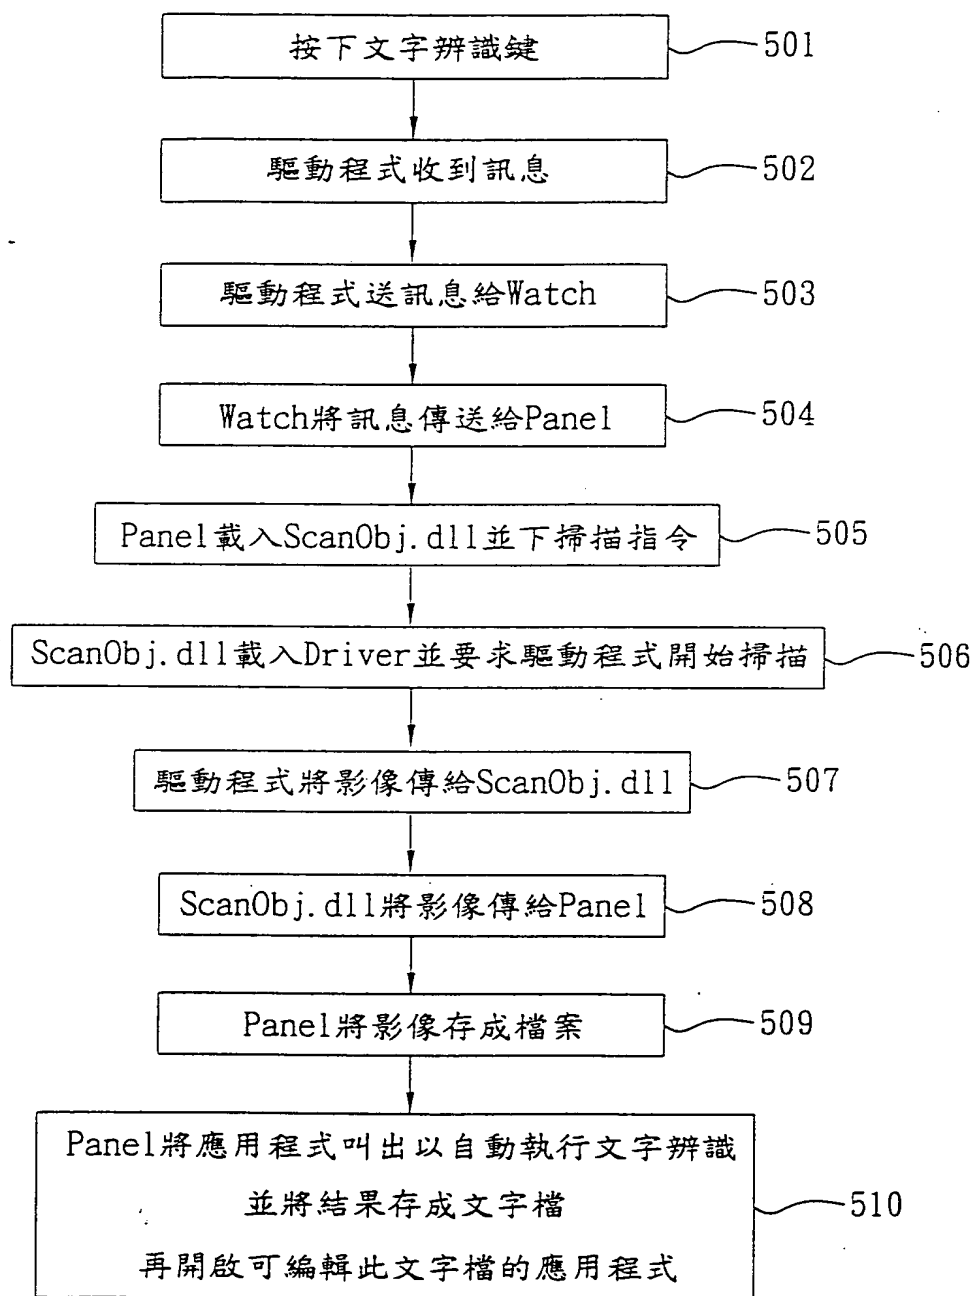 按下文字辨識鍵
501
驅動程式收到訊息
502
驅動程式送訊息給Watch
503
Watch將訊息傳送給Panel
504
Panel載入ScanObj.dll並下掃描指令
505
ScanObj.dll載入Driver並要求驅動程式開始掃描
506
驅動程式將影像傳給ScanObj.dll
507
ScanObj.dll將影像傳給Panel
508
Panel將影像存成檔案
509
Panel將應用程式叫出以自動執行文字辨識
並將結果存成文字檔
再開啟可編輯此文字檔的應用程式
510